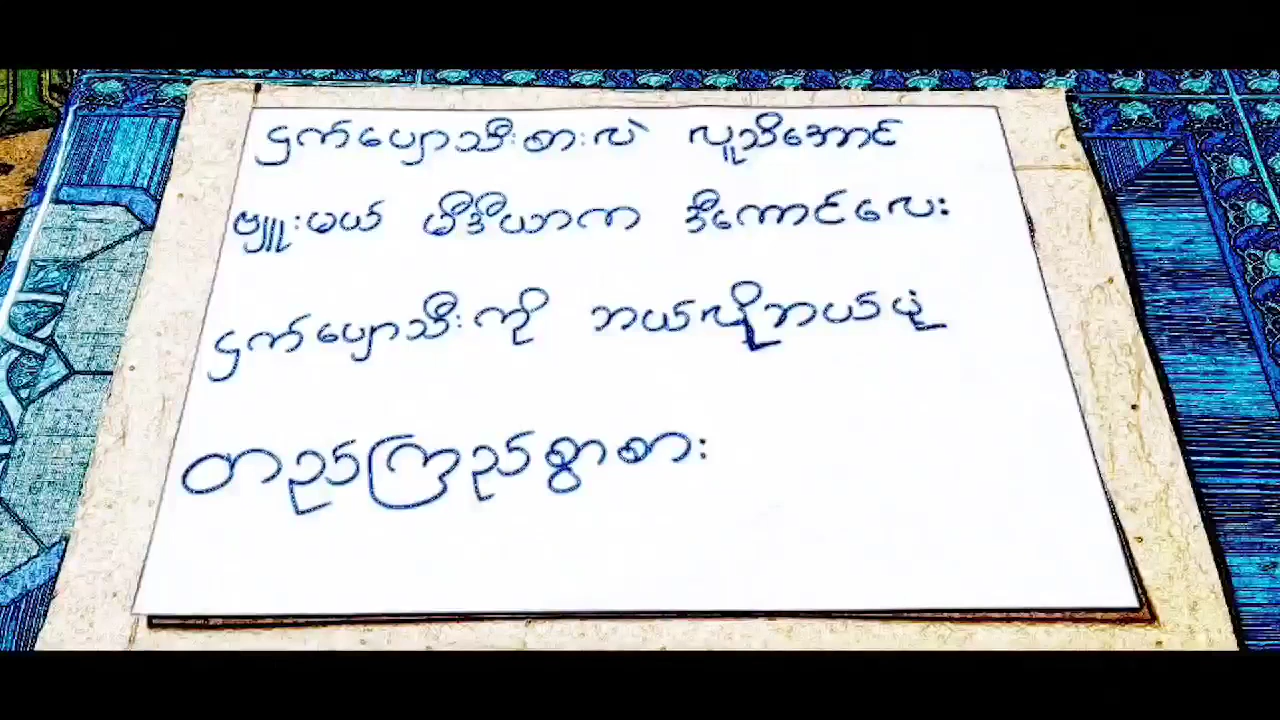 ငှက်ပျောသီးစားလဲ လူသိအောင်
ဗျူးမယ် မီဒီယာက ဒီကောင်လေး
ငှက်ပျောသီးကို ဘယ်လိုဘယ်ပုံ
တည်ကြည်စွာစား